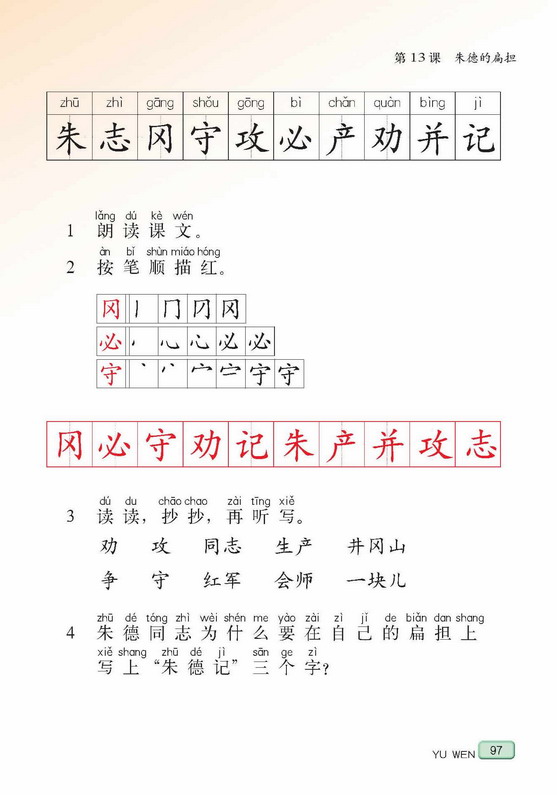 第13课 朱德的扁担
zhū zhì gāng shǒu gōng bì chǎn quàn bìng jì
朱 志 冈 守 攻 必 产 劝 并 记
lǎng dú kè wén
1 朗读课文。
àn bǐ shùn miáo hóng
2 按笔顺描红。
冈 丨 冂 冈 冈
必 丶 心 心 必 必
守 丶 丷 宀 宀 守 守
冈 必 守 劝 记 朱 产 并 攻 志
dú du chāo chao zài tīng xiě
3 读读，抄抄，再听写。
劝 攻 同志 生产 井冈山
争 守 红军 会师 一块儿
zhū dé tóng zhì wèi shén me yào zài zì jǐ de biǎn dan shang
4 朱德同志为什么要在自己的扁担上
xiě shang zhū dé jì sān ge zì
写上“朱德记”三个字？
YU WEN 97